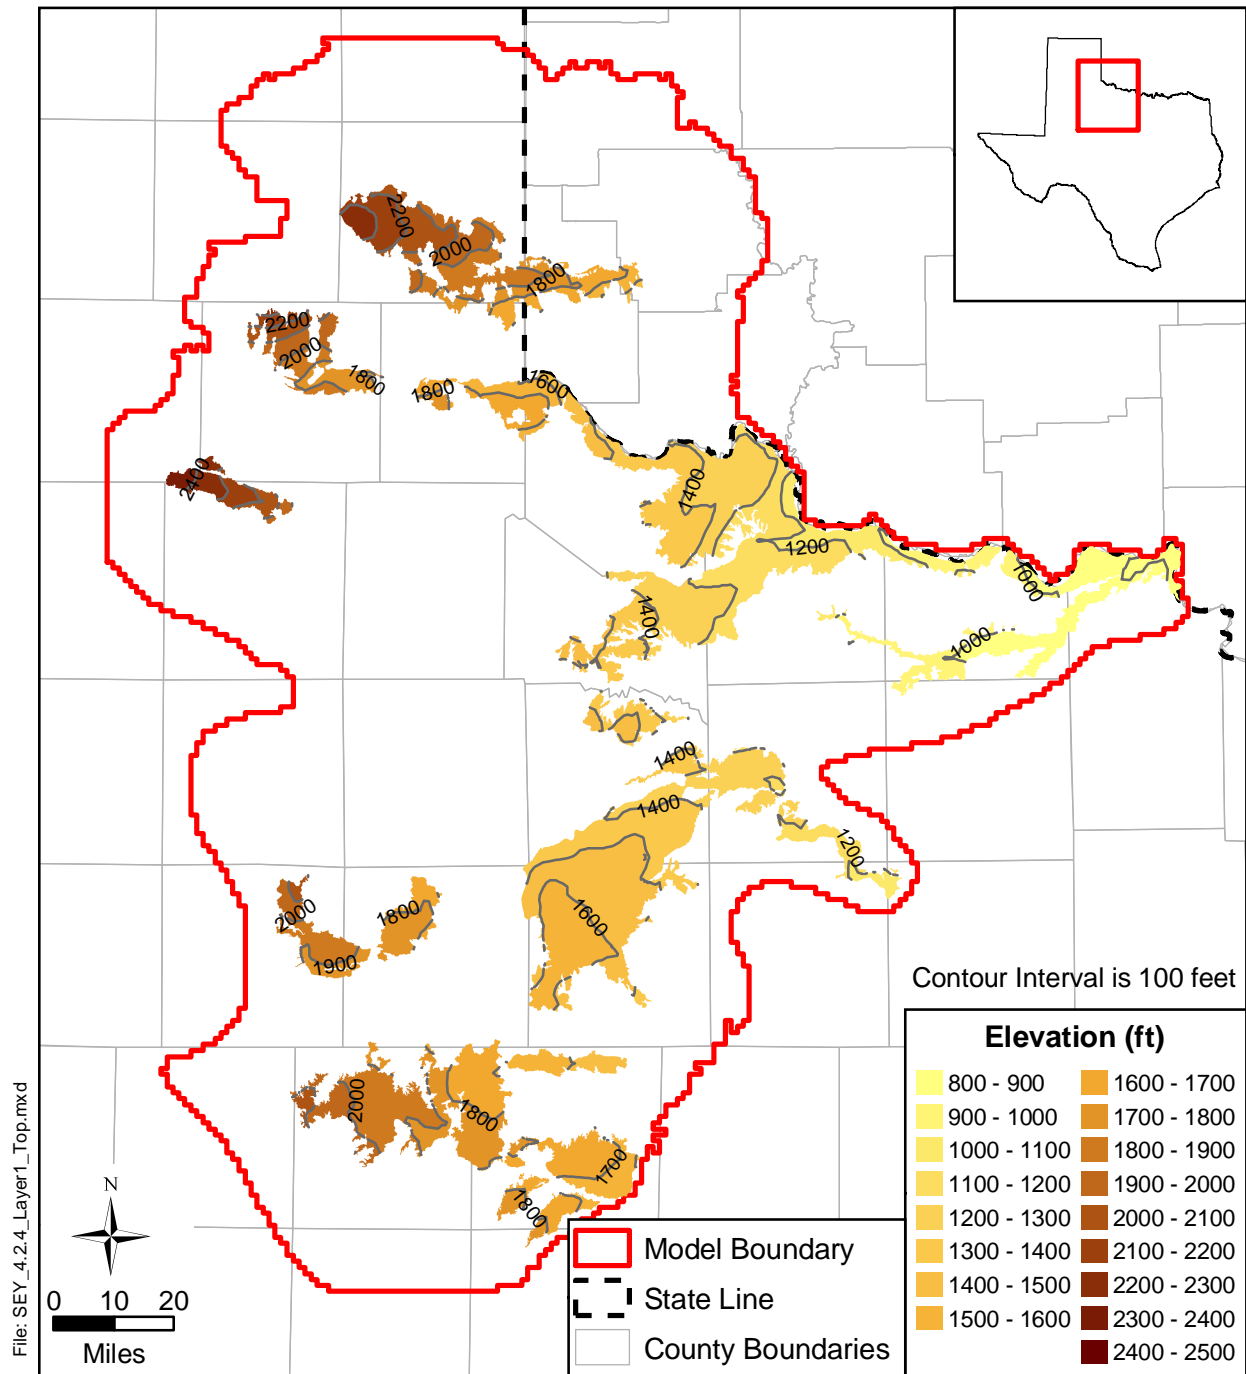 2200
2000
1800
2200
2000
1800
1800
1600
2400
1400
1200
1000
1400
1000
1400
1400
1200
1600
2000
1800
1900
2000
1800
1700
1800
Contour Interval is 100 feet
Elevation (ft)
800 - 900
900 - 1000
1000 - 1100
1100 - 1200
1200 - 1300
1300 - 1400
1400 - 1500
1500 - 1600
1600 - 1700
1700 - 1800
1800 - 1900
1900 - 2000
2000 - 2100
2100 - 2200
2200 - 2300
2300 - 2400
2400 - 2500
Model Boundary
State Line
County Boundaries
N
0 10 20
Miles
File: SEY_4.2.4_Layer1_Top.mxd